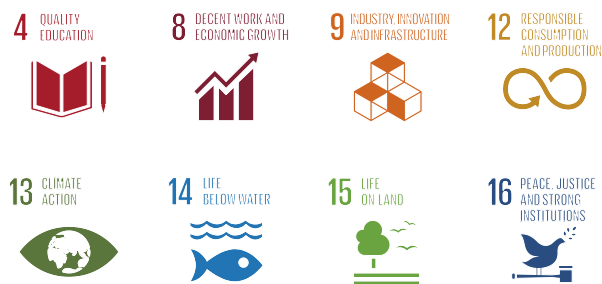 4 QUALITY
EDUCATION
8 DECENT WORK AND
ECONOMIC GROWTH
9 INDUSTRY, INNOVATION
AND INFRASTRUCTURE
12 RESPONSIBLE
CONSUMPTION
AND PRODUCTION
13 CLIMATE
ACTION
14 LIFE
BELOW WATER
15 LIFE
ON LAND
16 PEACE, JUSTICE
AND STRONG
INSTITUTIONS